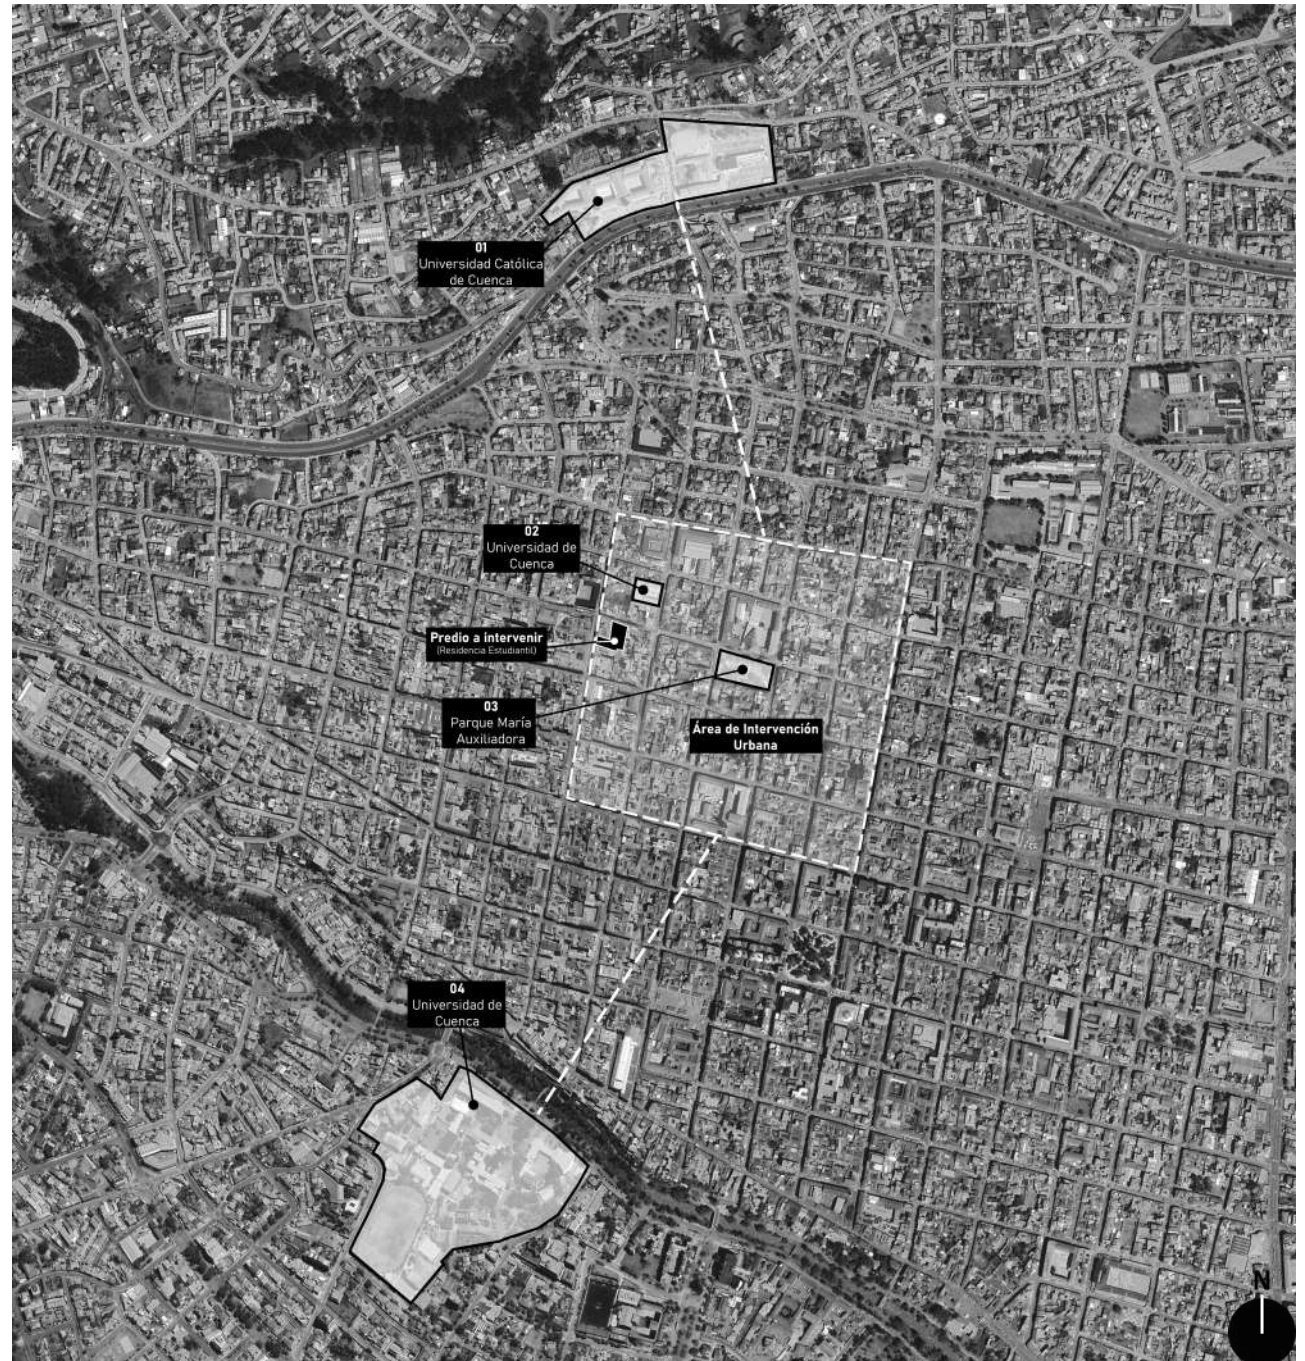 01
Universidad Católica
de Cuenca
02
Universidad de
Cuenca
Predio a intervenir
(Residencia Estudiantil)
03
Parque María
Auxiliadora
Área de Intervención
Urbana
04
Universidad de
Cuenca
N